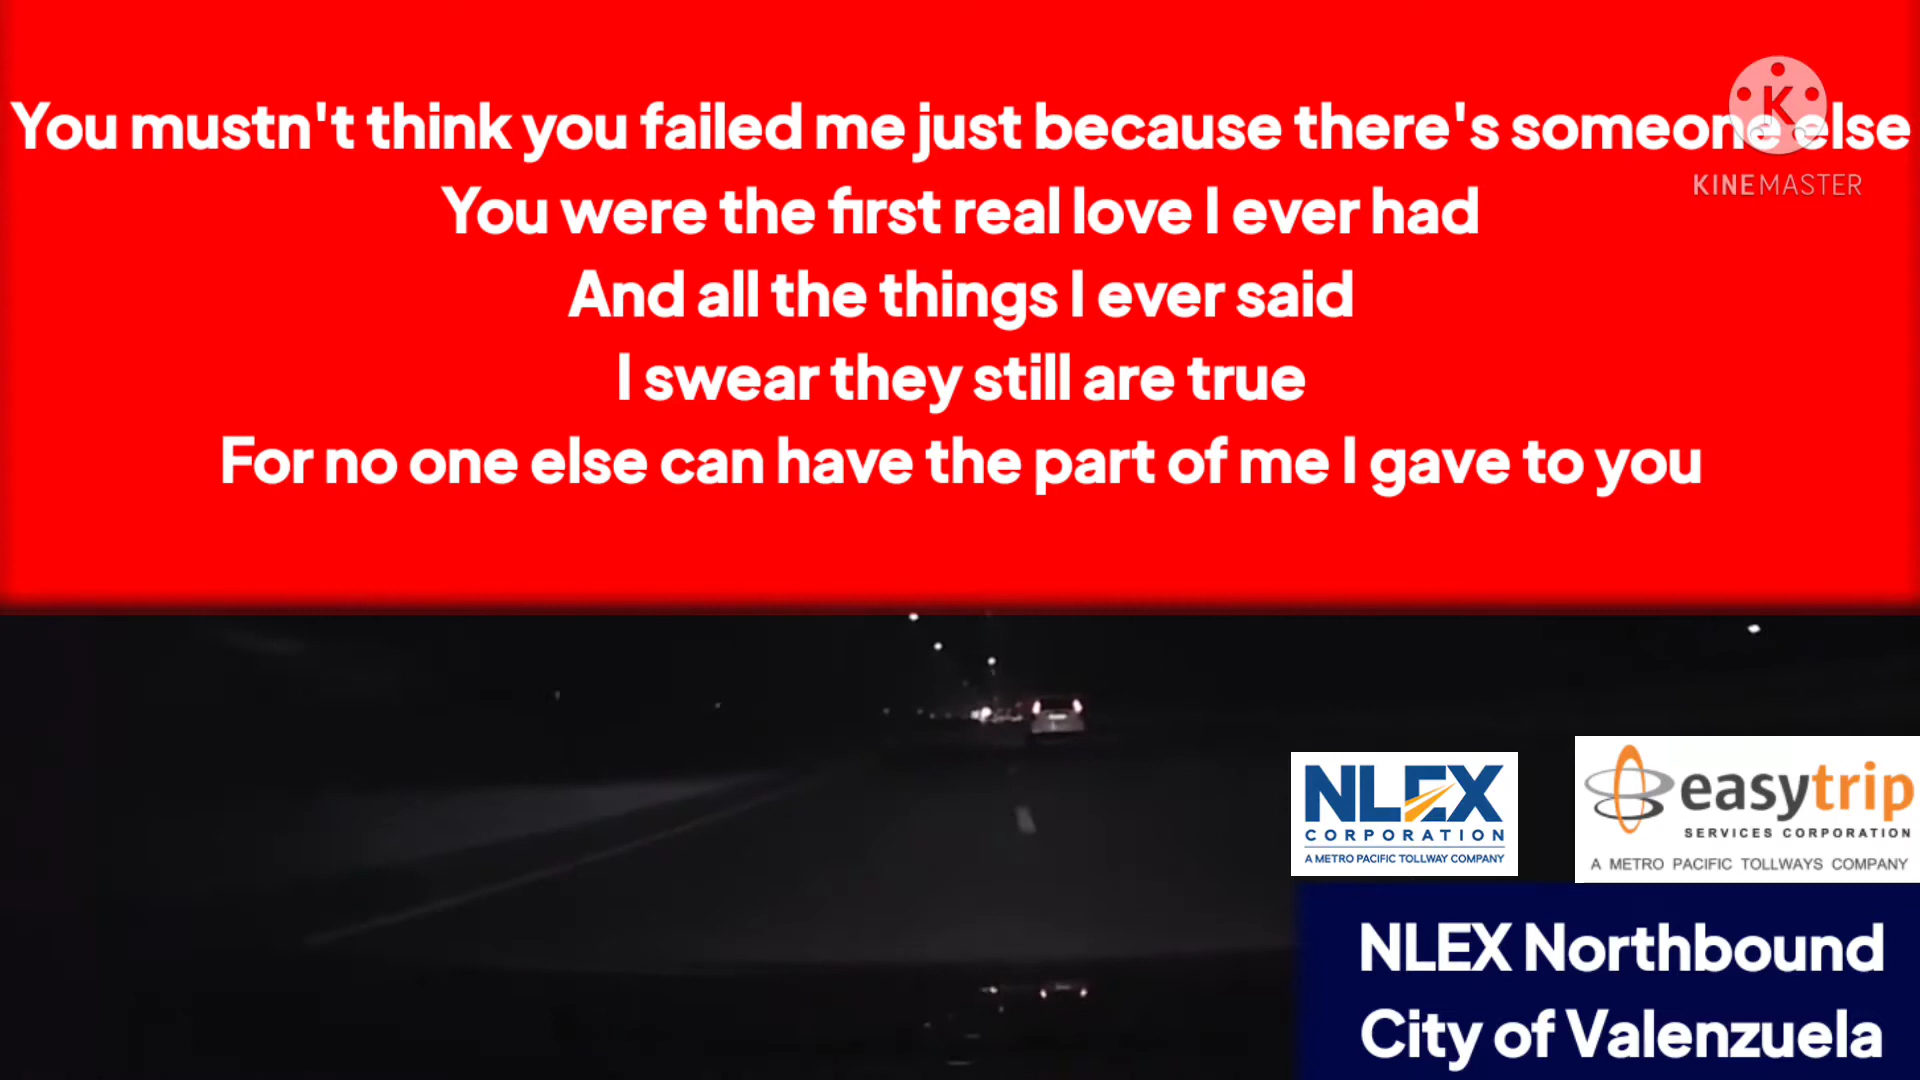 You mustn't think you failed me just because there's someone else
You were the first real love I ever had
And all the things I ever said
I swear they still are true
For no one else can have the part of me I gave to you
KINEMASTER
NLEX
CORPORATION
A METRO PACIFIC TOLLWAY COMPANY
easytrip
SERVICES CORPORATION
A METRO PACIFIC TOLLWAYS COMPANY
NLEX Northbound
City of Valenzuela